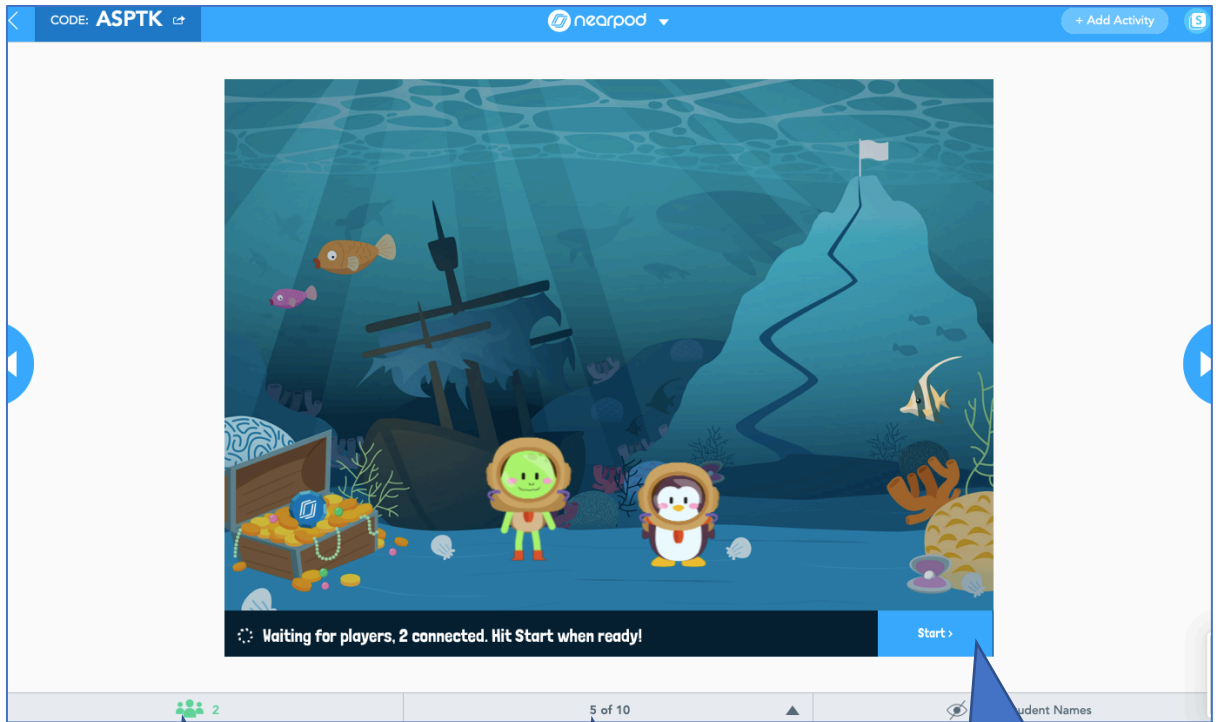 CODE: ASPTK
nearpod
+ Add Activity
S
Waiting for players, 2 connected. Hit Start when ready!
Start >
2
5 of 10
Names